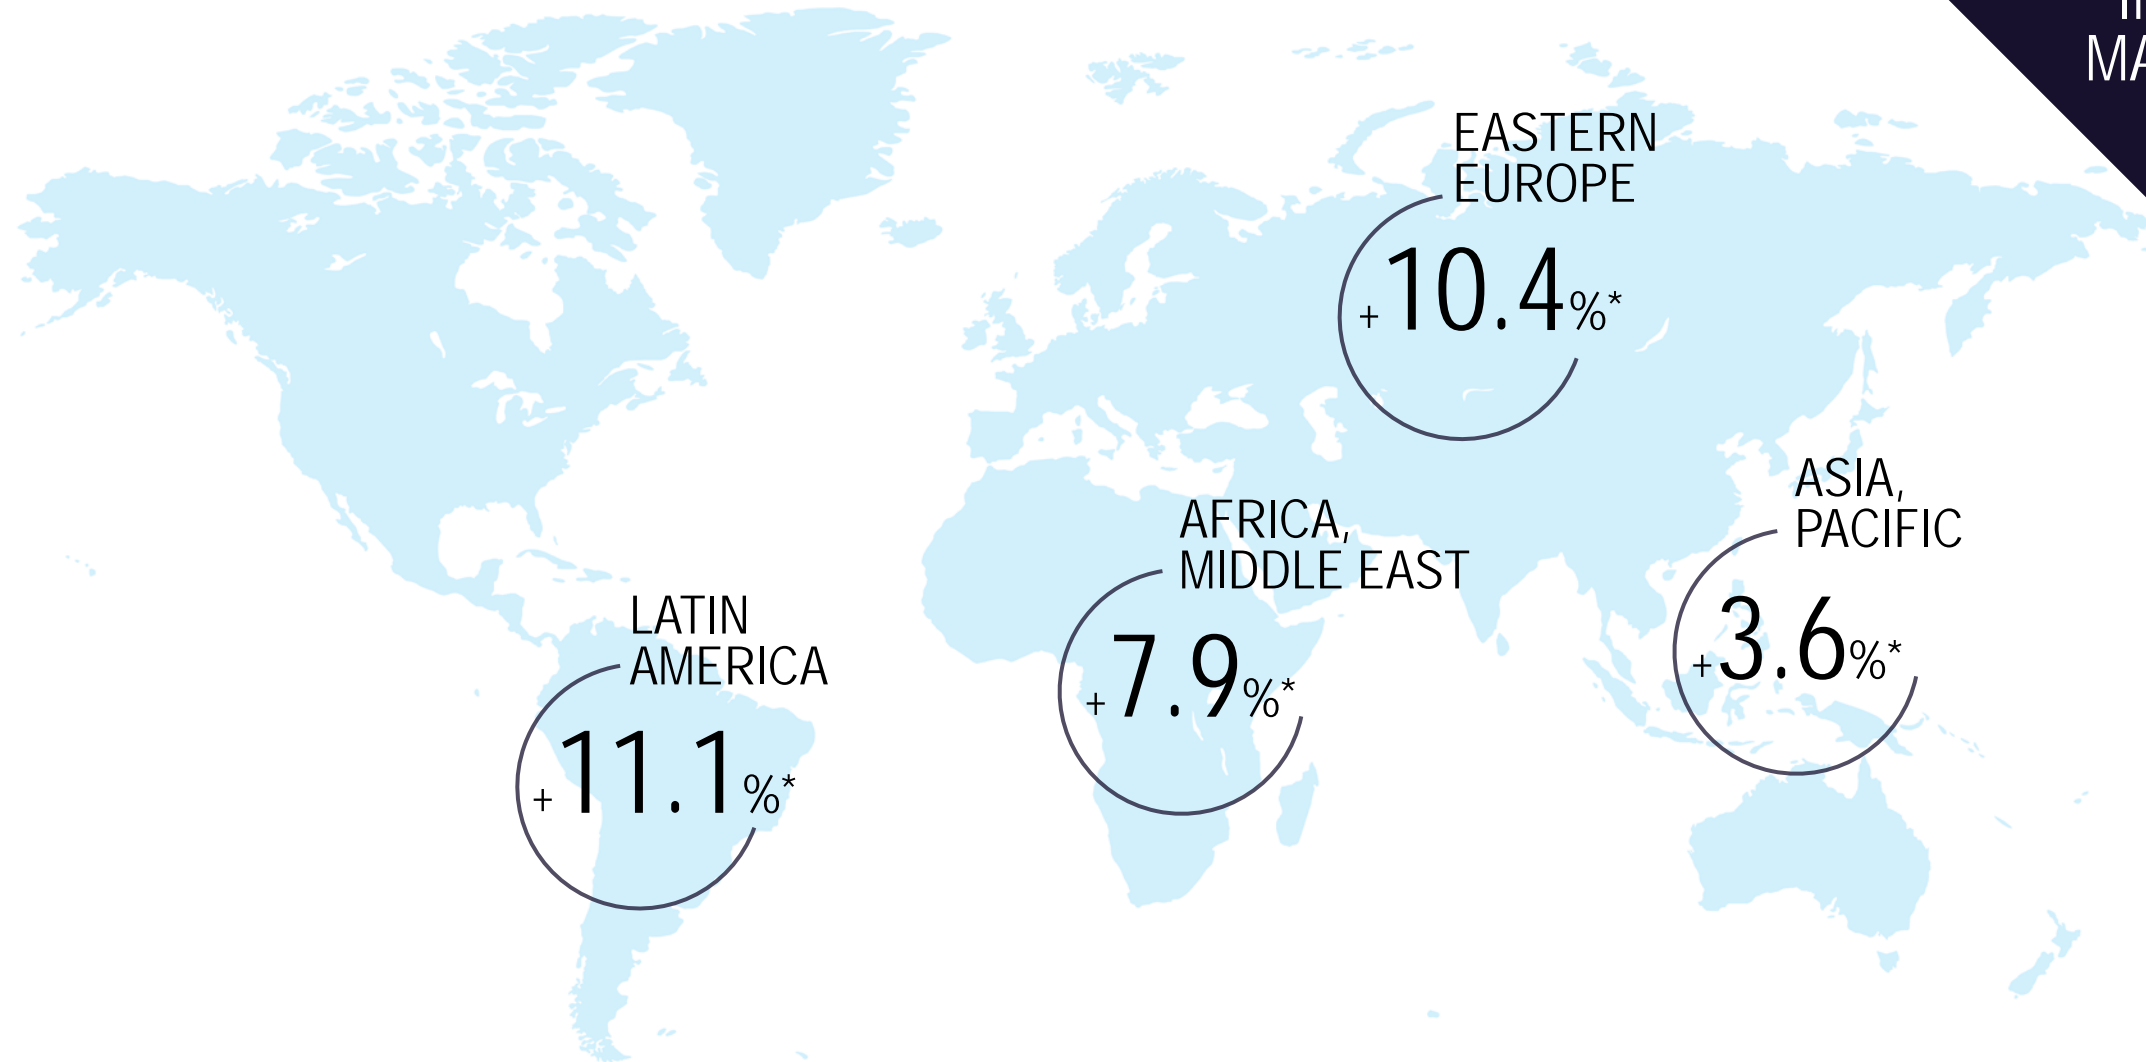 EASTERN
EUROPE
+10.4%*
ASIA,
PACIFIC
+3.6%*
AFRICA,
MIDDLE EAST
+7.9%*
LATIN
AMERICA
+11.1%*